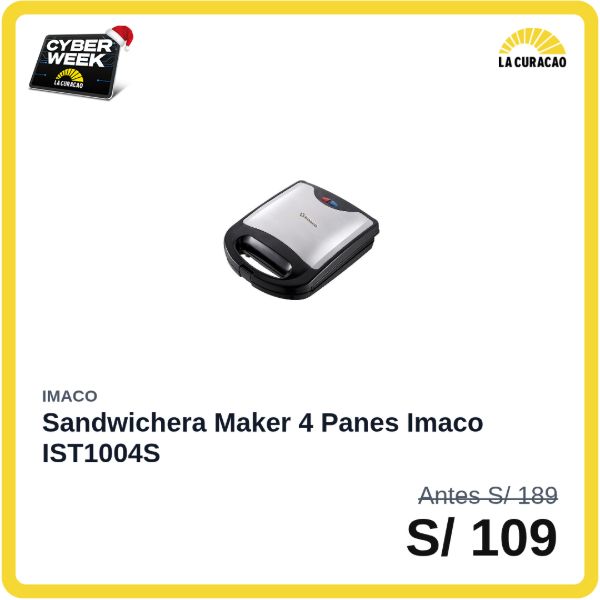 CYBER
WEEK
LA CURACAO
LA CURACAO
IMACO
Sandwichera Maker 4 Panes Imaco
IST1004S
Antes S/ 189
S/ 109